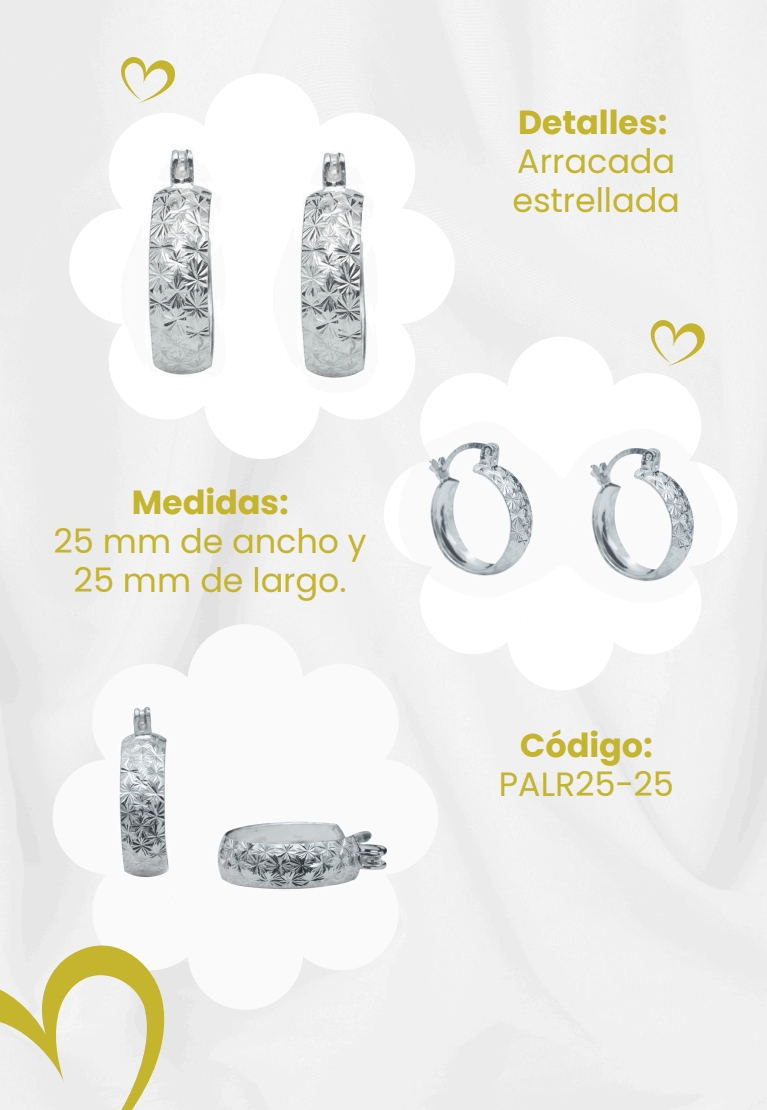 Detalles:
Arracada
estrellada
Medidas:
25 mm de ancho y
25 mm de largo.
Código:
PALR25-25